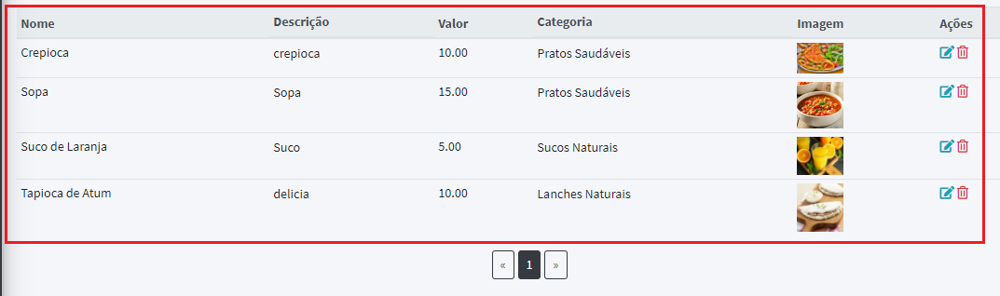 Nome Descrição Valor Categoria Imagem Ações
Crepioca crepioca 10.00 Pratos Saudáveis
Sopa Sopa 15.00 Pratos Saudáveis
Suco de Laranja Suco 5.00 Sucos Naturais
Tapioca de Atum delicia 10.00 Lanches Naturais
« 1 »